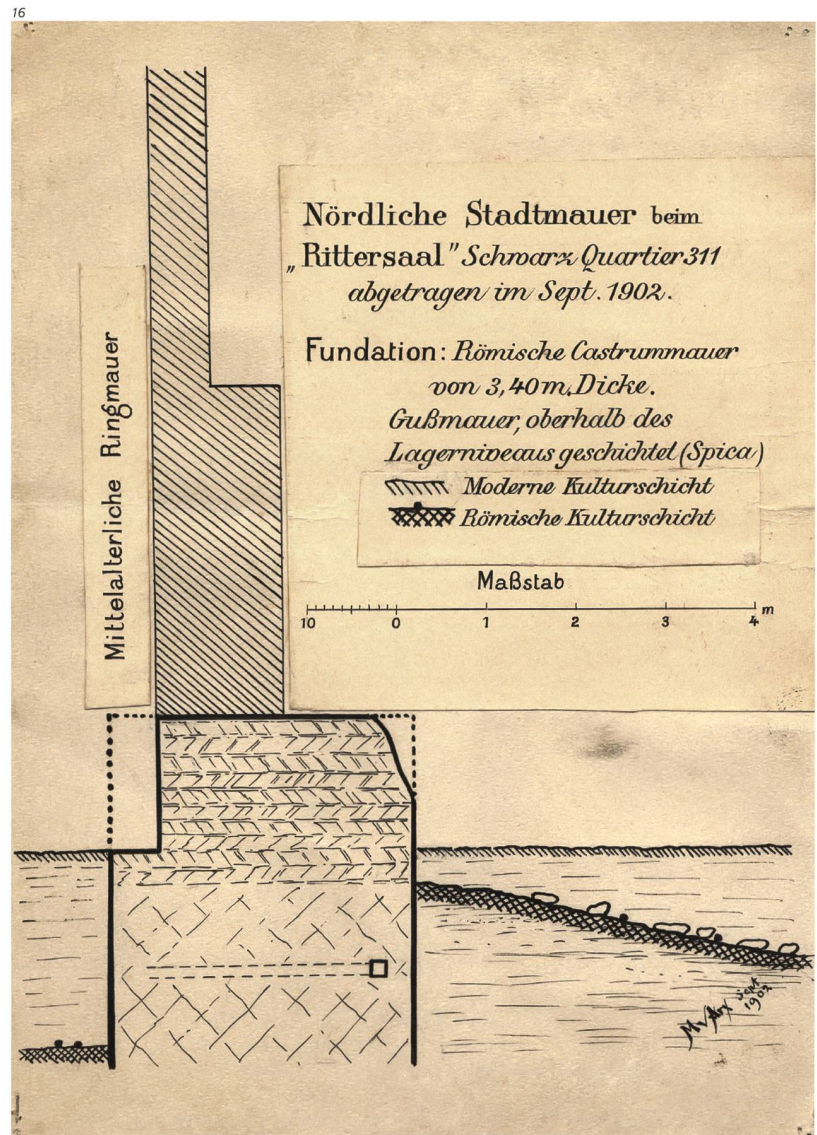 16
Nördliche Stadtmauer beim
„Rittersaal” Schwarz Quartier 311
abgetragen im Sept. 1902.
Fundation: Römische Castrummauer
von 3,40 m. Dicke.
Gußmauer, oberhalb des
Lagerniveaus geschichtet (Spica)
Moderne Kulturschicht
Römische Kulturschicht
Maßstab
10 0 1 2 3 4 m
Mittelalterliche Ringmauer
M v Arx Sept
1902